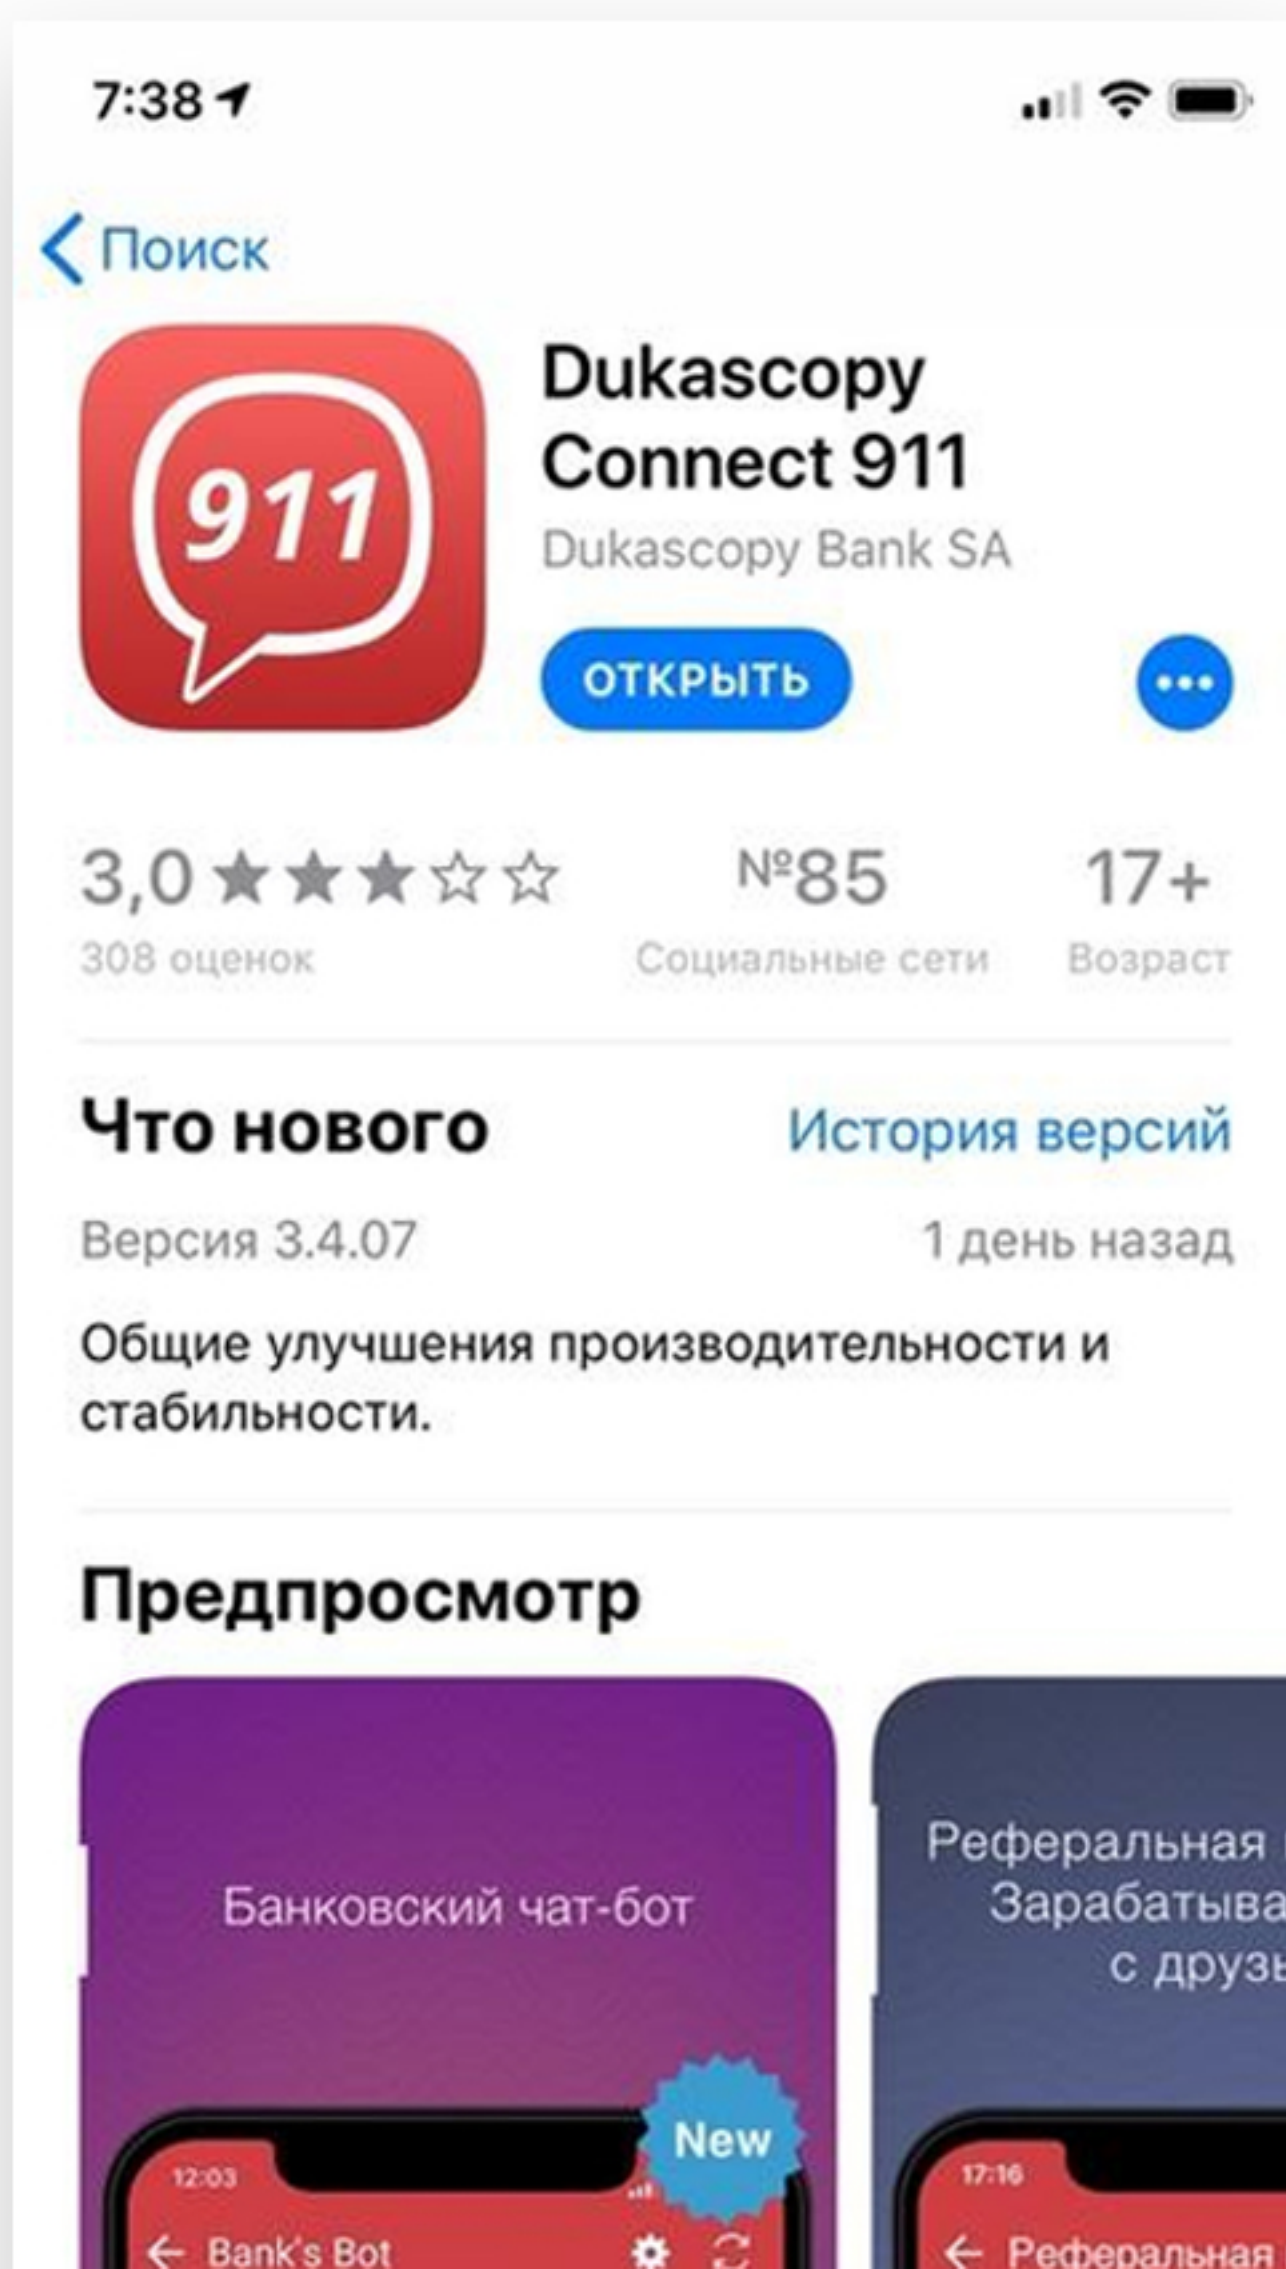 7:38
Поиск
911
Dukascopy
Connect 911
Dukascopy Bank SA
ОТКРЫТЬ
3,0 №85 17+
308 оценок Социальные сети Возраст
Что нового История версий
Версия 3.4.07 1 день назад
Общие улучшения производительности и
стабильности.
Предпросмотр
Банковский чат-бот
New
12:03
Bank's Bot
Реферальная
Зарабатыва
с друзь
17:16
Реферальная